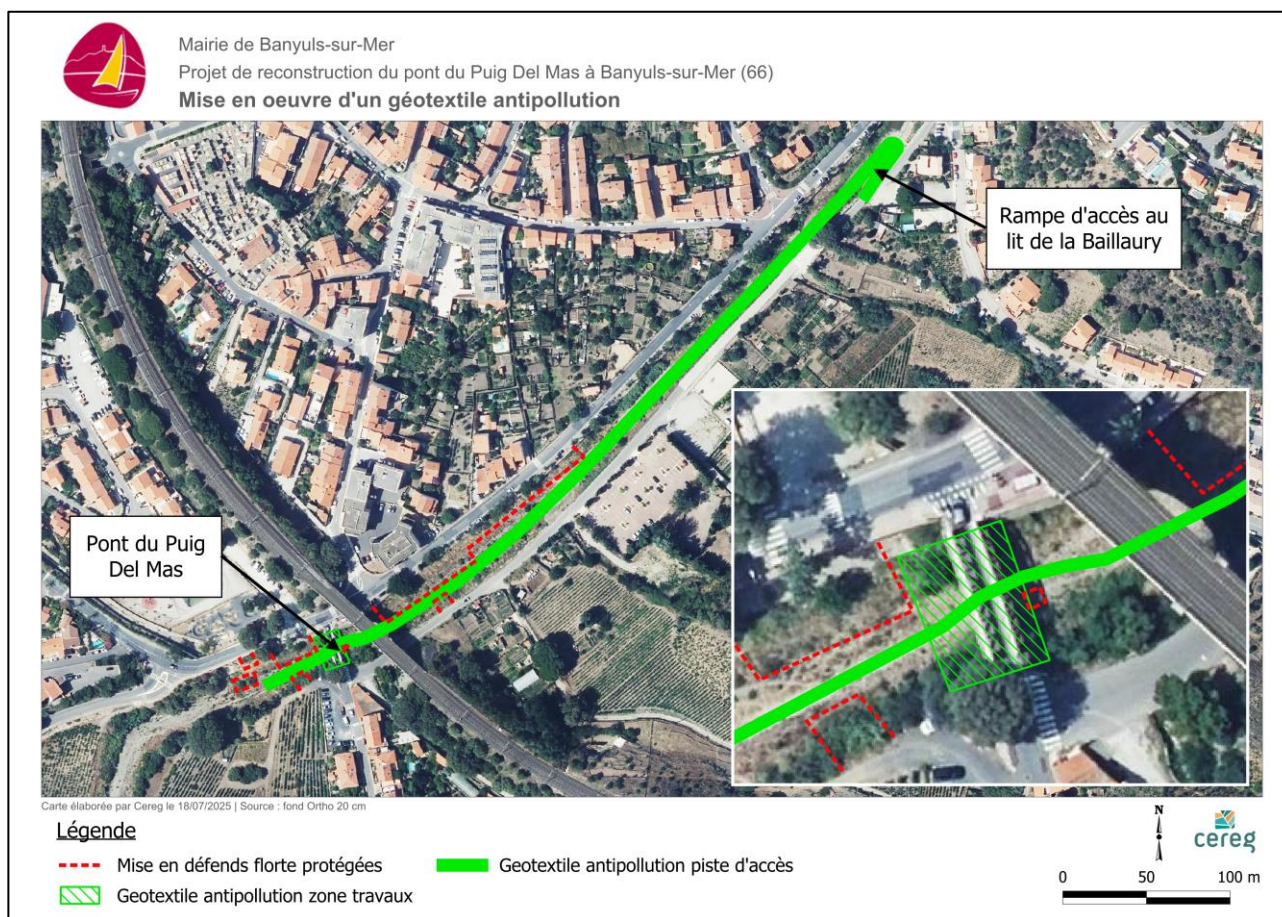 Mairie de Banyuls-sur-Mer
Projet de reconstruction du pont du Puig Del Mas à Banyuls-sur-Mer (66)
Mise en oeuvre d'un géotextile antipollution
Rampe d'accès au
lit de la Baillaury
Pont du Puig
Del Mas
Carte élaborée par Cereg le 18/07/2025 | Source : fond Ortho 20 cm
Légende
Mise en défends florte protégées
Geotextile antipollution piste d'accès
Geotextile antipollution zone travaux
N
cereg
0 50 100 m